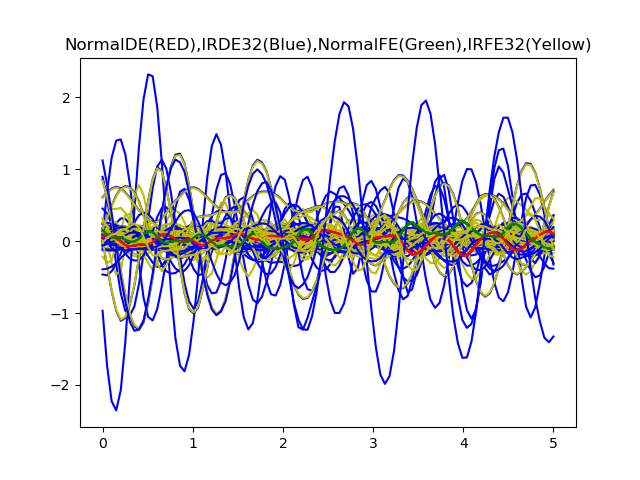 NormalDE(RED),IRDE32(Blue),NormalFE(Green),IRFE32(Yellow)
2
1
0
−1
−2
0 1 2 3 4 5